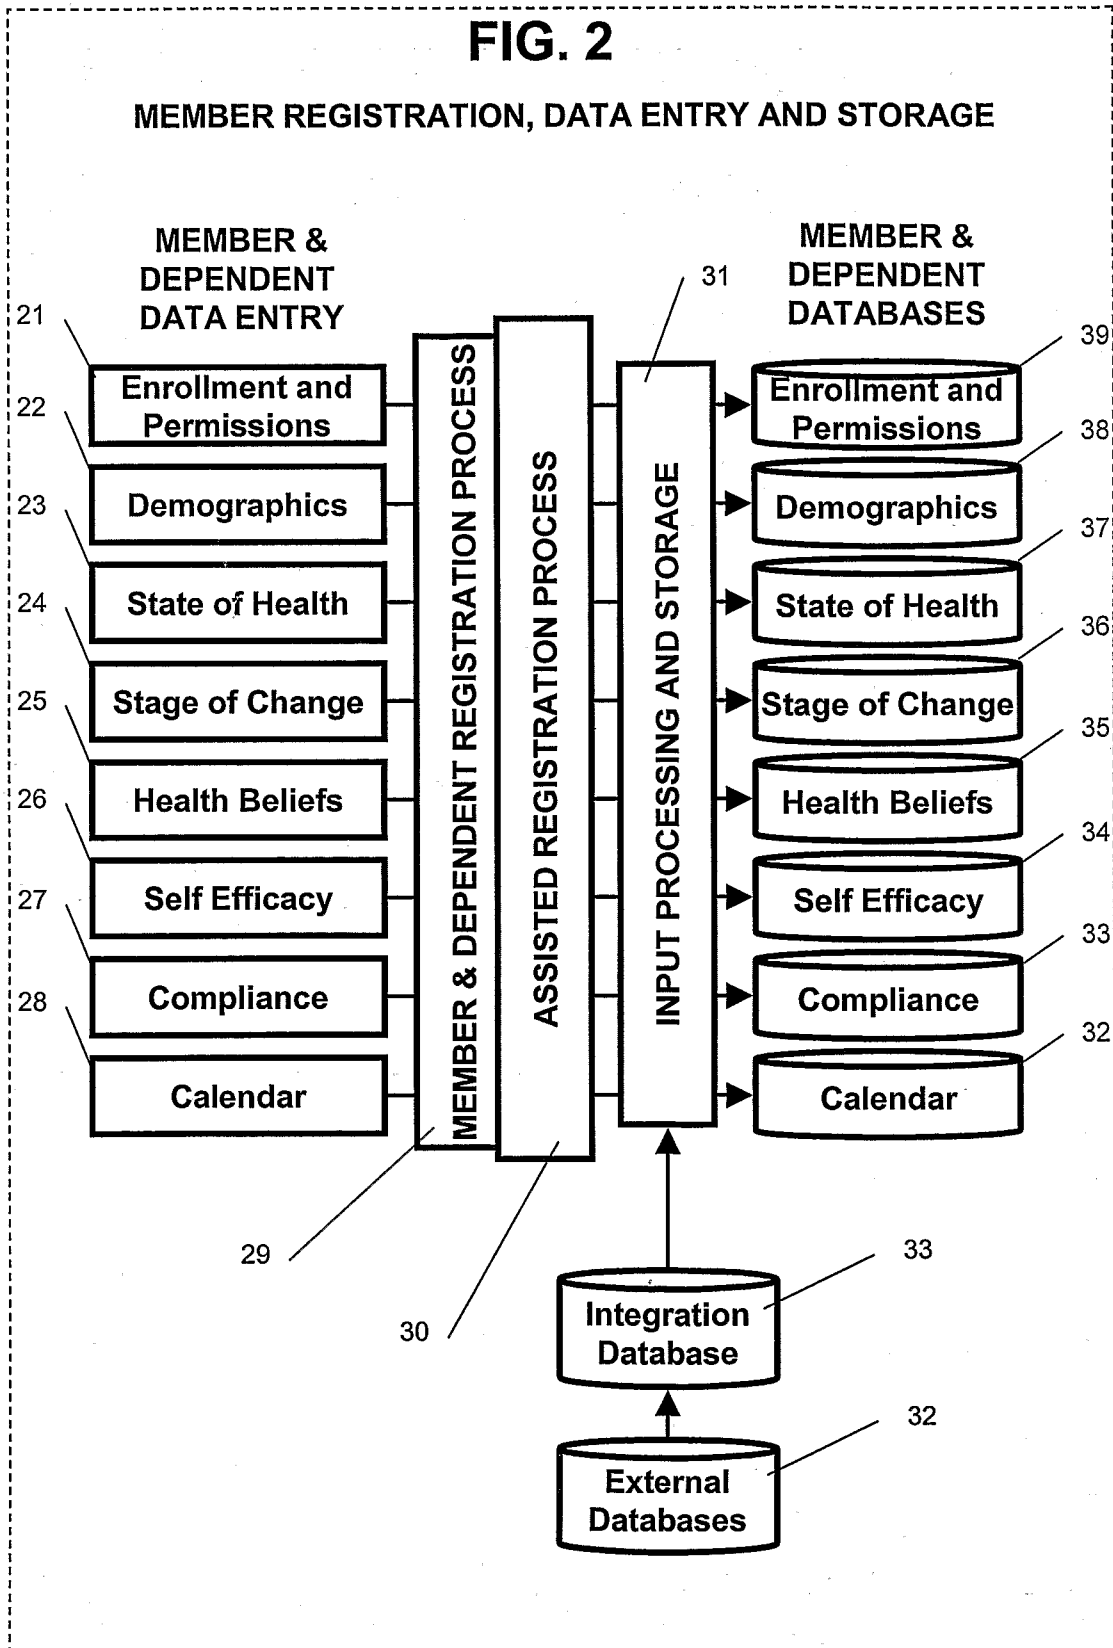 FIG. 2
MEMBER REGISTRATION, DATA ENTRY AND STORAGE
MEMBER &
DEPENDENT
DATA ENTRY
21
Enrollment and
Permissions
22
Demographics
23
State of Health
24
Stage of Change
25
Health Beliefs
26
Self Efficacy
27
Compliance
28
Calendar
MEMBER & DEPENDENT REGISTRATION PROCESS
29
ASSISTED REGISTRATION PROCESS
30
31
INPUT PROCESSING AND STORAGE
MEMBER &
DEPENDENT
DATABASES
39
Enrollment and
Permissions
38
Demographics
37
State of Health
36
Stage of Change
35
Health Beliefs
34
Self Efficacy
33
Compliance
32
Calendar
33
Integration
Database
32
External
Databases